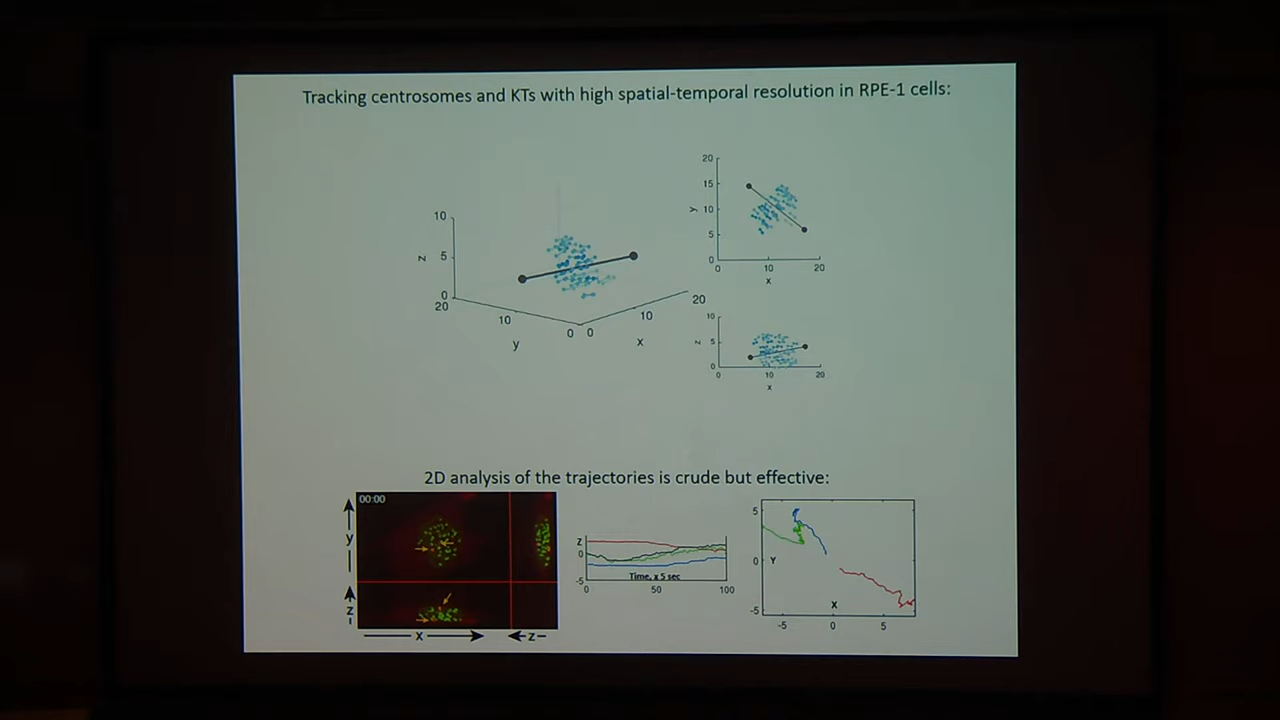 Tracking centrosomes and KTs with high spatial-temporal resolution in RPE-1 cells:
10
5
0
z
20
10
0
y
0
10
20
x
20
15
10
5
0
y
0
10
20
x
10
5
0
z
0
10
20
x
2D analysis of the trajectories is crude but effective:
00:00
y
z
x
z
Z
0
-5
Time, x 5 sec
0
50
100
5
0
-5
Y
X
-5
0
5